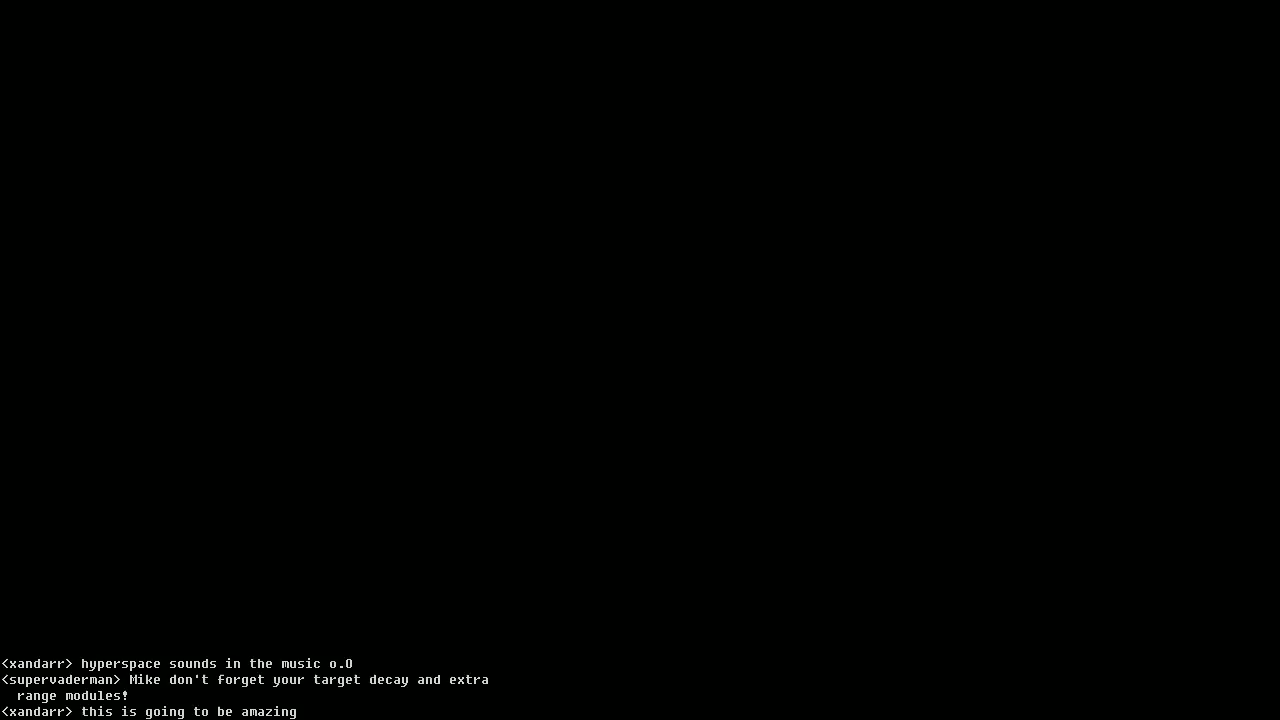 <xandarr> hyperspace sounds in the music o.O
<supervaderman> Mike don't forget your target decay and extra
range modules!
<xandarr> this is going to be amazing